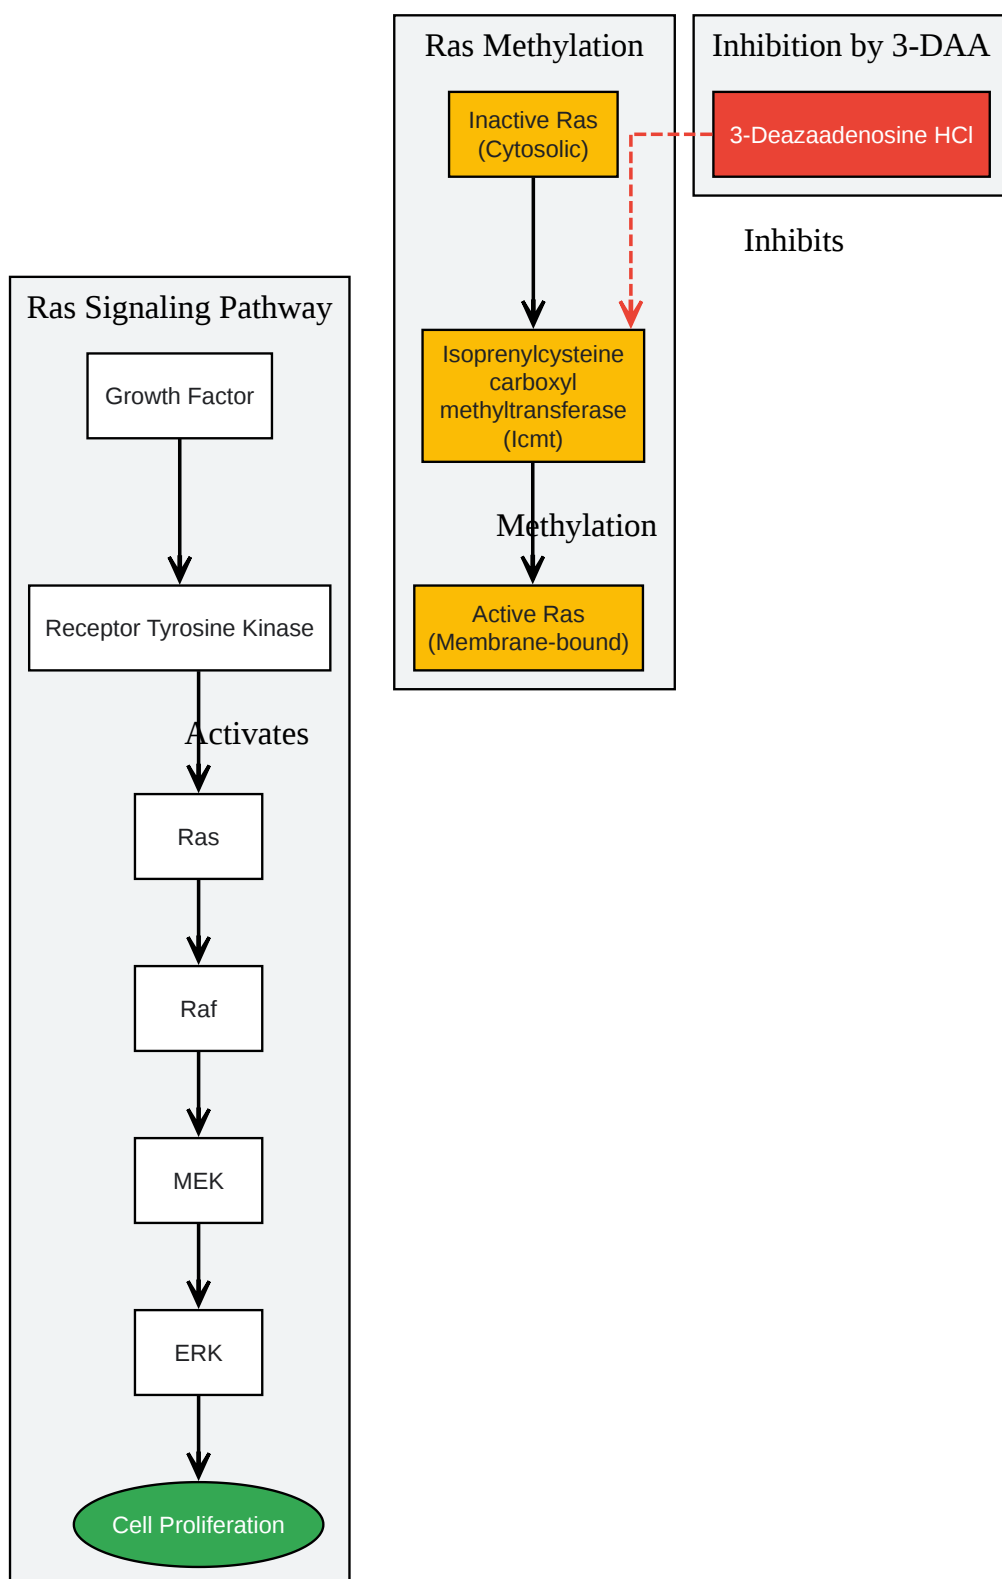 Ras Methylation
Inactive Ras
(Cytosolic)
Isoprenylcysteine
carboxyl
methyltransferase
(Icmt)
Methylation
Active Ras
(Membrane-bound)
Inhibition by 3-DAA
3-Deazaadenosine HCl
Inhibits
Ras Signaling Pathway
Growth Factor
Receptor Tyrosine Kinase
Activates
Ras
Raf
MEK
ERK
Cell Proliferation